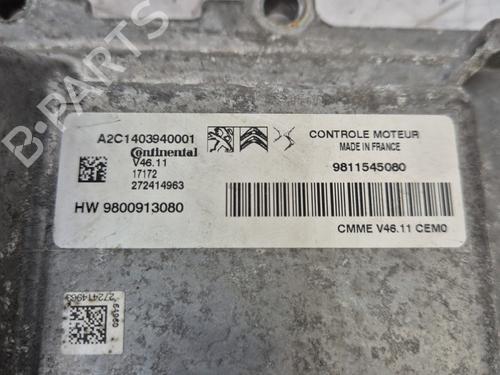 B-PARTS
A2C1403940001
Continental
V46.11
17172
272414963
HW 9800913080
CONTROLE MOTEUR
MADE IN FRANCE
9811545080
CMME V46.11 CEM0
272414963